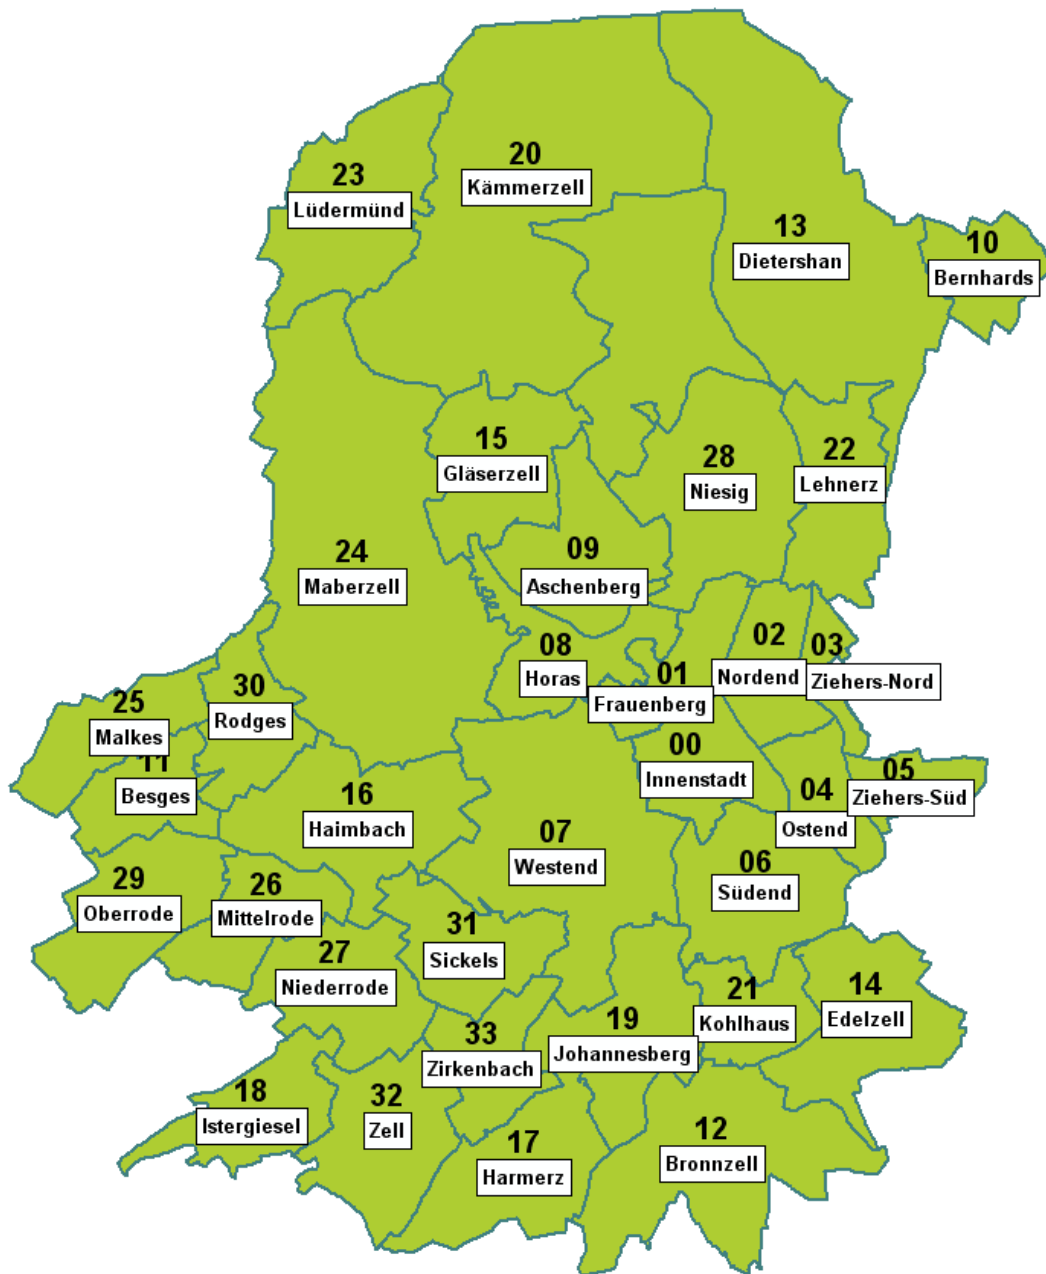 20
Kämmerzell
23
Lüdermünd
13
Dietershan
10
Bernhards
15
Gläserzell
28
Niesig
22
Lehnerz
24
Maberzell
09
Aschenberg
08
Horas
01
Frauenberg
02
Nordend
03
Ziehers-Nord
30
Rodges
25
Malkes
11
Besges
00
Innenstadt
05
Ziehers-Süd
04
Ostend
16
Haimbach
07
Westend
06
Südend
29
Oberrode
26
Mittelrode
31
Sickels
27
Niederrode
21
Kohlhaus
14
Edelzell
19
Johannesberg
33
Zirkenbach
18
Istergiesel
32
Zell
17
Harmerz
12
Bronnzell